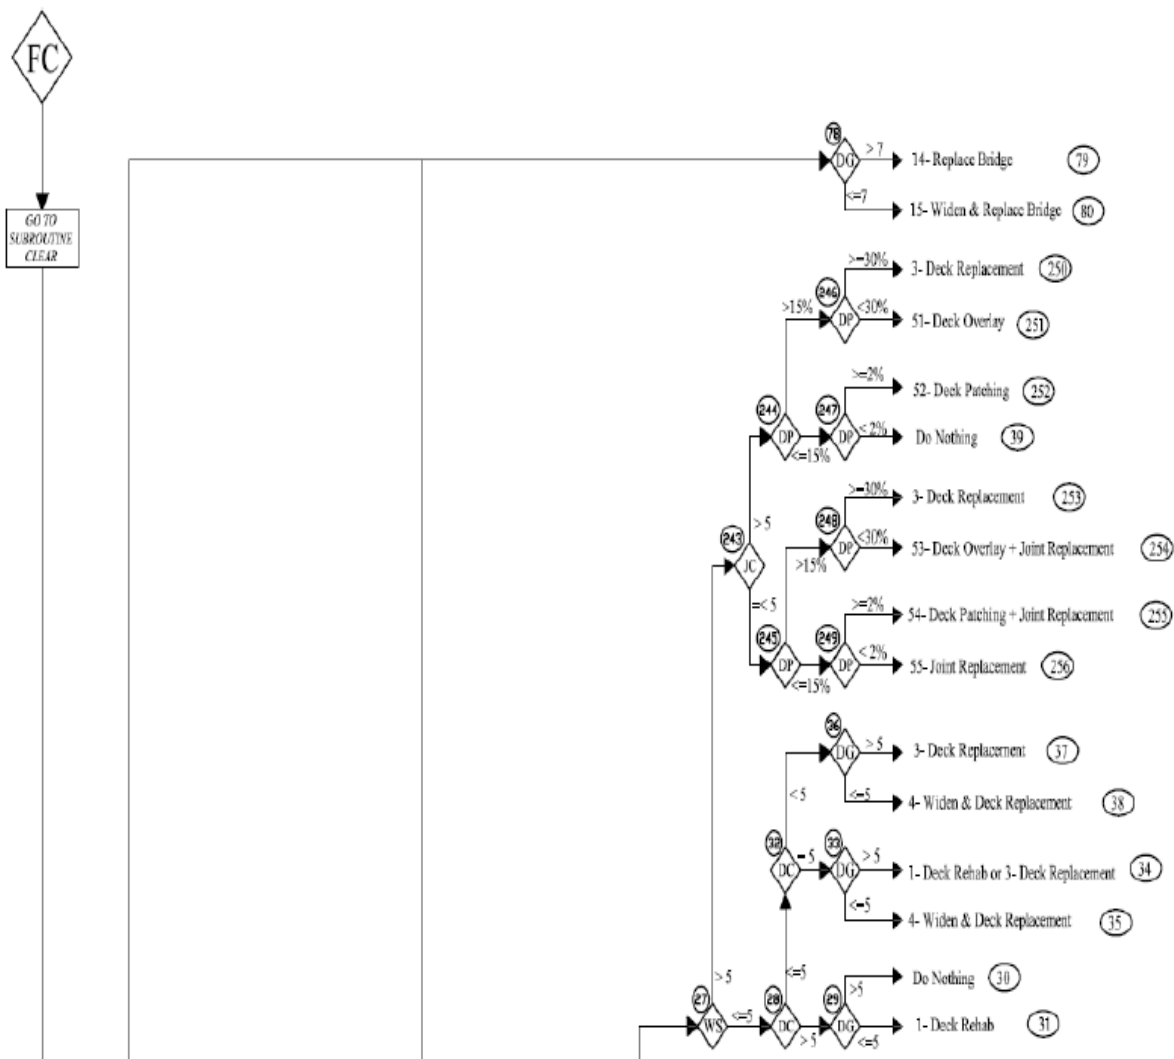 FC
GO TO
SUBROUTINE
CLEAR
78
DG
> 7
14- Replace Bridge
79
<=7
15- Widen & Replace Bridge
80
>=30%
3- Deck Replacement
250
246
>15%
DP
<30%
51- Deck Overlay
251
>=2%
52- Deck Patching
252
244
247
DP
DP
< 2%
Do Nothing
39
<=15%
>=30%
3- Deck Replacement
253
> 5
248
243
<30%
DP
53- Deck Overlay + Joint Replacement
254
JC
>15%
=< 5
>=2%
54- Deck Patching + Joint Replacement
255
245
249
DP
DP
< 2%
55- Joint Replacement
256
<=15%
36
DG
> 5
3- Deck Replacement
37
< 5
<=5
4- Widen & Deck Replacement
38
32
33
= 5
> 5
DC
DG
1- Deck Rehab or 3- Deck Replacement
34
<=5
4- Widen & Deck Replacement
35
> 5
<=5
Do Nothing
30
27
28
29
>5
WS
<=5
DC
DG
1- Deck Rehab
31
> 5
<=5